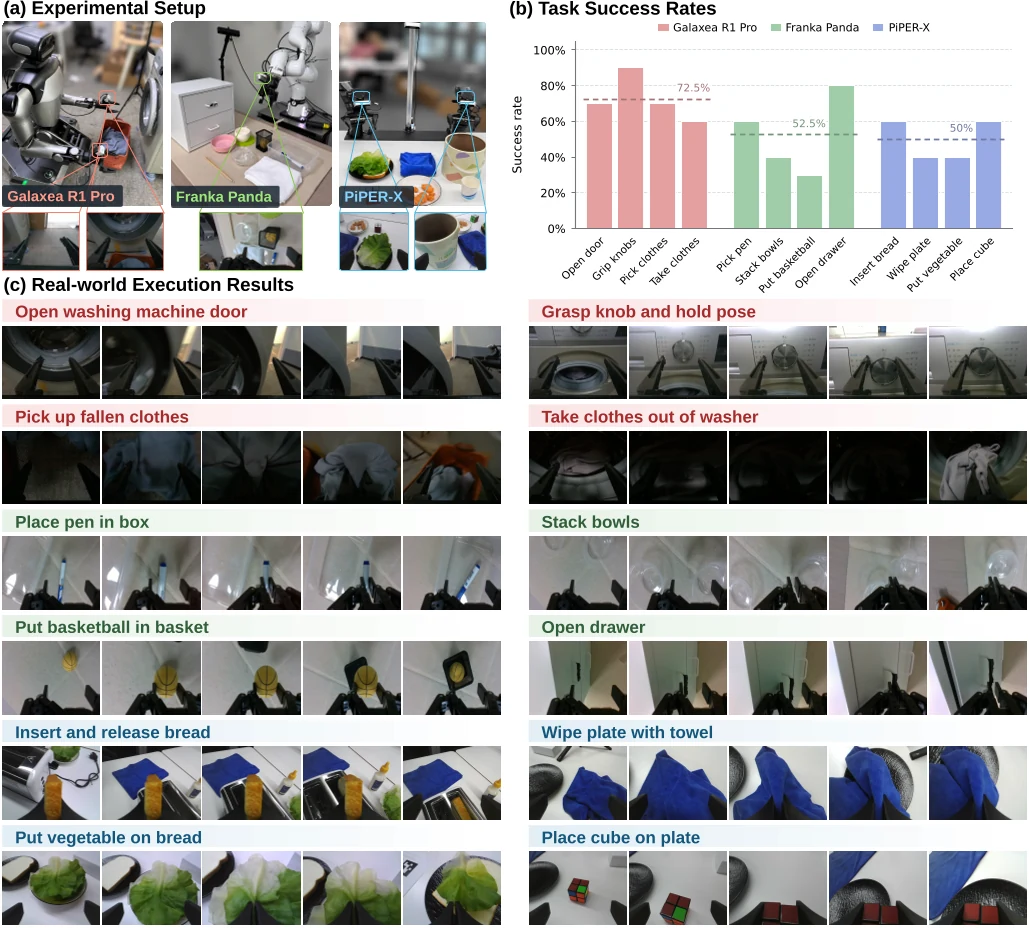 (a) Experimental Setup
Galaxea R1 Pro
Franka Panda
PiPER-X
(b) Task Success Rates
Galaxea R1 Pro
Franka Panda
PiPER-X
Success rate
100%
80%
60%
40%
20%
0%
72.5%
52.5%
50%
Open door
Grip knobs
Pick clothes
Take clothes
Pick pen
Stack bowls
Put basketball
Open drawer
Insert bread
Wipe plate
Put vegetable
Place cube
(c) Real-world Execution Results
Open washing machine door
Grasp knob and hold pose
Pick up fallen clothes
Take clothes out of washer
Place pen in box
Stack bowls
Put basketball in basket
Open drawer
Insert and release bread
Wipe plate with towel
Put vegetable on bread
Place cube on plate